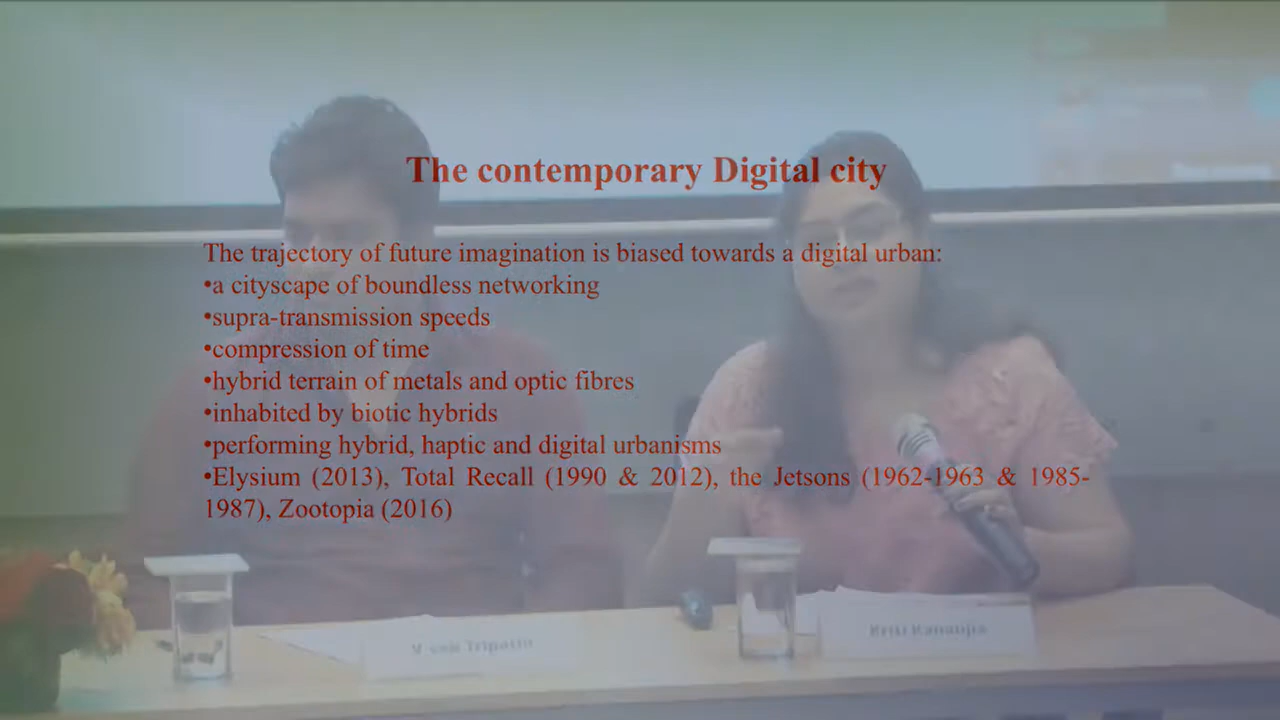 The contemporary Digital city
The trajectory of future imagination is biased towards a digital urban:
•a cityscape of boundless networking
•supra-transmission speeds
•compression of time
•hybrid terrain of metals and optic fibres
•inhabited by biotic hybrids
•performing hybrid, haptic and digital urbanisms
•Elysium (2013), Total Recall (1990 & 2012), the Jetsons (1962-1963 & 1985-
1987), Zootopia (2016)
Tripathi
Kriti Kanaujia